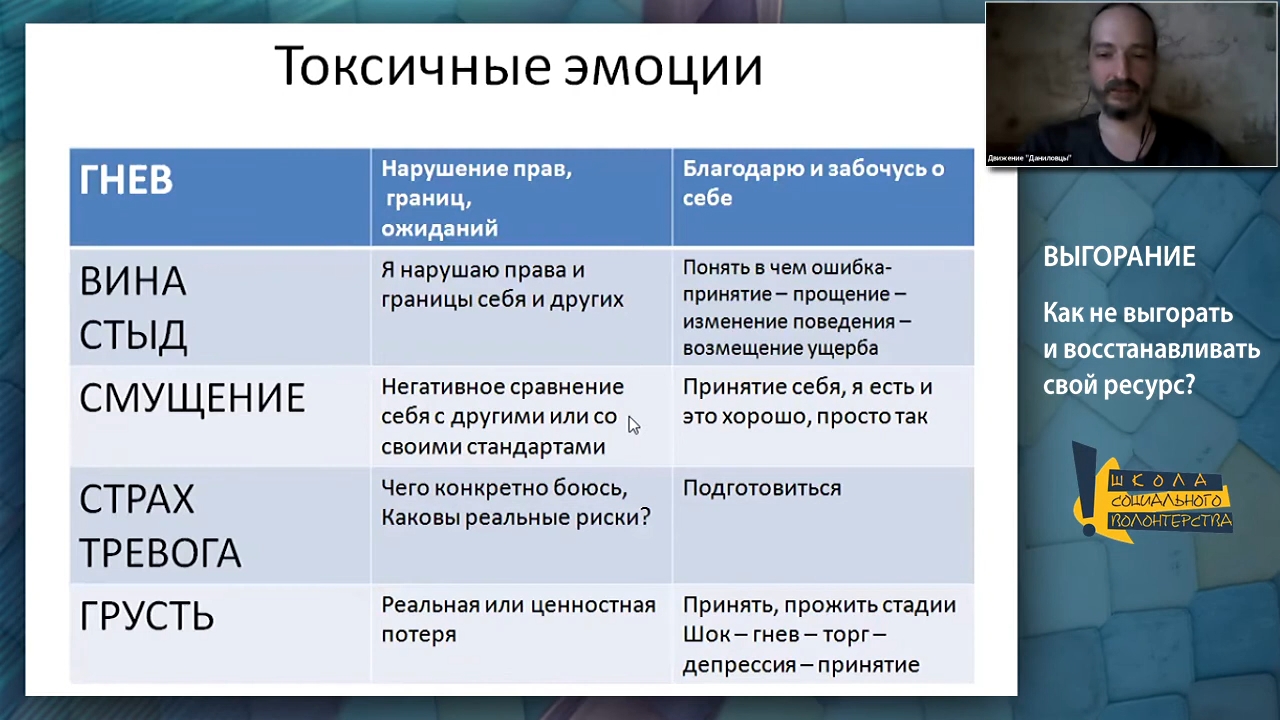 Токсичные эмоции
ГНЕВ
Нарушение прав,
границ,
ожиданий
Благодарю и забочусь о
себе
ВИНА
СТЫД
Я нарушаю права и
границы себя и других
Понять в чем ошибка-
принятие – прощение –
изменение поведения –
возмещение ущерба
СМУЩЕНИЕ
Негативное сравнение
себя с другими или со
своими стандартами
Принятие себя, я есть и
это хорошо, просто так
СТРАХ
ТРЕВОГА
Чего конкретно боюсь,
Каковы реальные риски?
Подготовиться
ГРУСТЬ
Реальная или ценностная
потеря
Принять, прожить стадии
Шок – гнев – торг –
депрессия – принятие
Движение "Даниловцы"
ВЫГОРАНИЕ
Как не выгорать
и восстанавливать
свой ресурс?
ШКОЛА
СОЦИАЛЬНОГО
ВОЛОНТЕРСТВА